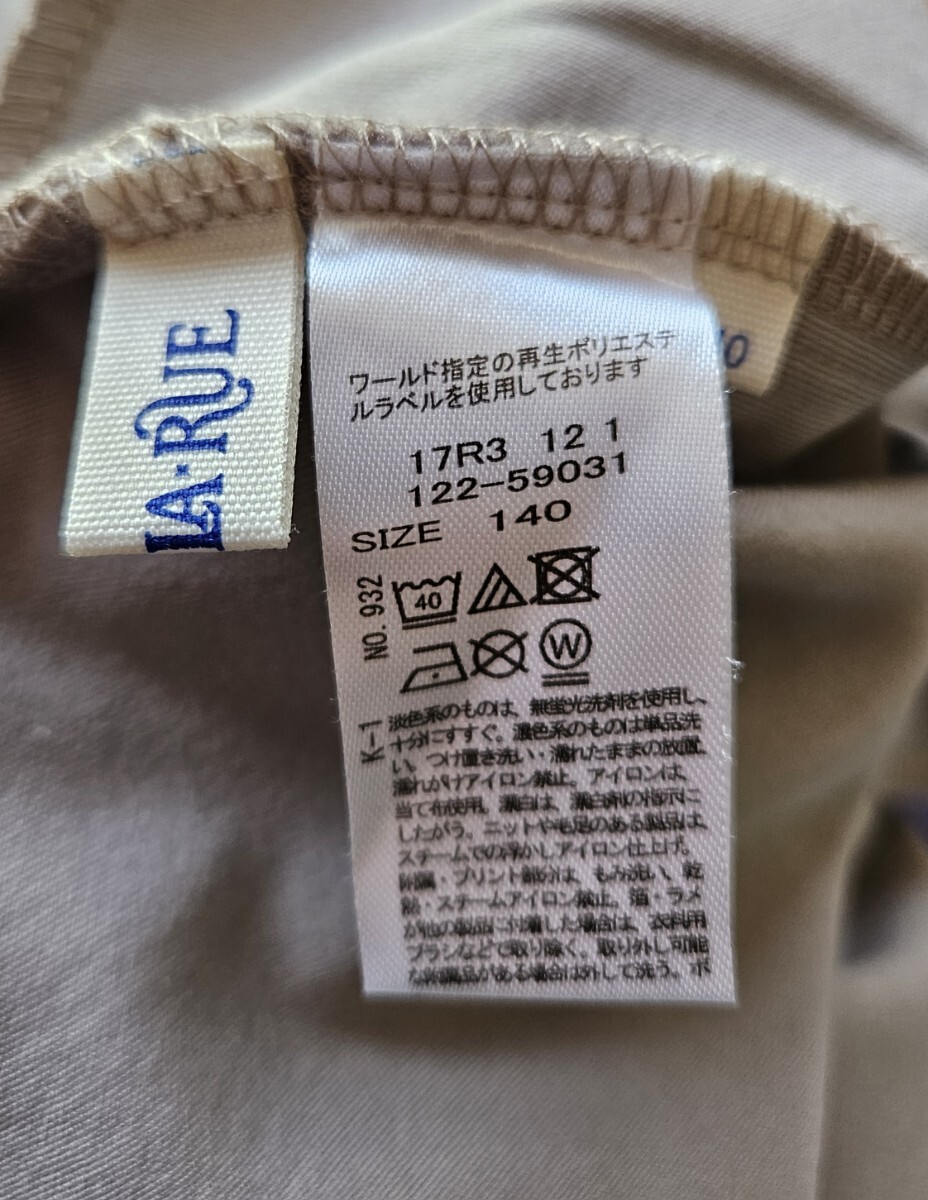 LA·RUE
ワールド指定の再生ポリエステ
ルラベルを使用しております
17R3 12 1
122-59031
SIZE 140
NO. 932
40
W
K-1
淡色系のものは、無蛍光洗剤を使用し、
十分にすすぐ。濃色系のものは単品洗
い。つけ置き洗い・濡れたままの放置、
濡れがけアイロン禁止。アイロンは、
当て布使用。漂白は、漂白剤の指示に
したがう。ニットや毛足のある製品は、
スチームでの浮かしアイロン仕上げ。
附属・プリント部分は、もみ洗い、乾
熱・スチームアイロン禁止。箔・ラメ
が他の製品に付着した場合は、衣料用
ブラシなどで取り除く。取り外し可能
な附属品がある場合は外して洗う。ボ